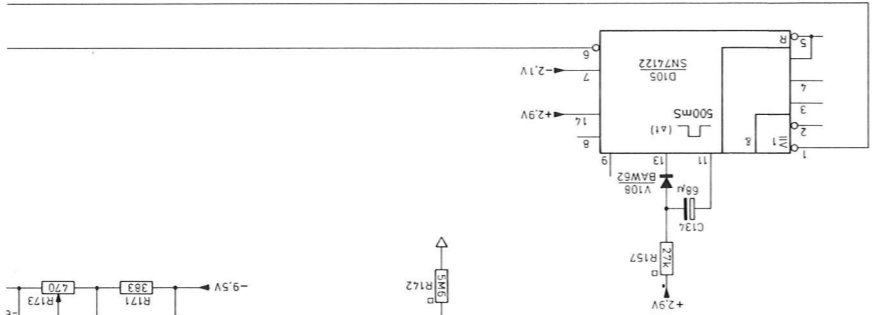 +2,9V
R171
R173
383
470
-9,5V
R142
5M6
R157
27k
C134
68μ
V108
BAW62
11
13
9
1
≥1
&
2
3
4
5
R
(Δt)
500mS
8
14
+2,9V
D105
SN74122
7
-2,1V
6